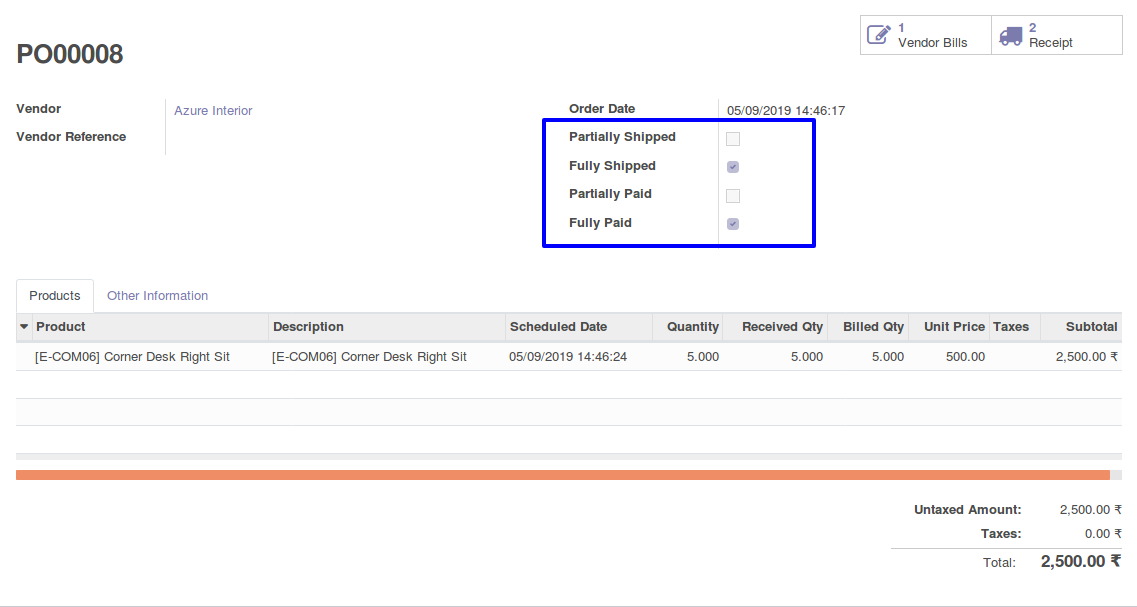 1
Vendor Bills
2
Receipt
PO00008
Vendor Azure Interior
Vendor Reference
Order Date 05/09/2019 14:46:17
Partially Shipped
Fully Shipped
Partially Paid
Fully Paid
Products Other Information
Product Description Scheduled Date Quantity Received Qty Billed Qty Unit Price Taxes Subtotal
[E-COM06] Corner Desk Right Sit [E-COM06] Corner Desk Right Sit 05/09/2019 14:46:24 5.000 5.000 5.000 500.00 2,500.00 ₹
Untaxed Amount: 2,500.00 ₹
Taxes: 0.00 ₹
Total: 2,500.00 ₹